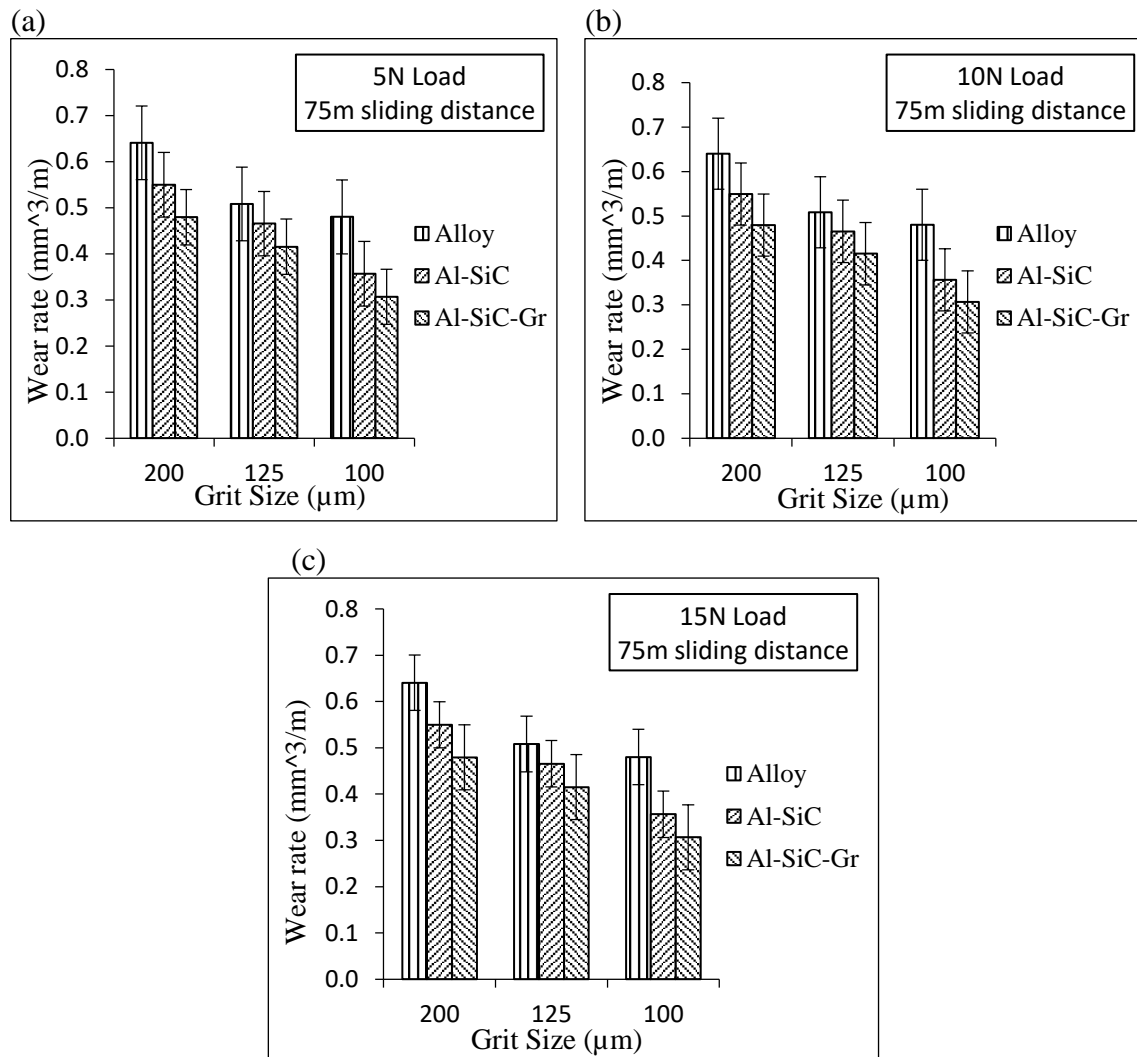 (a)
5N Load
75m sliding distance
Wear rate (mm^3/m)
0.8
0.7
0.6
0.5
0.4
0.3
0.2
0.1
0.0
200 125 100
Grit Size (µm)
Alloy
Al-SiC
Al-SiC-Gr
(b)
10N Load
75m sliding distance
Wear rate (mm^3/m)
0.8
0.7
0.6
0.5
0.4
0.3
0.2
0.1
0.0
200 125 100
Grit Size (µm)
Alloy
Al-SiC
Al-SiC-Gr
(c)
15N Load
75m sliding distance
Wear rate (mm^3/m)
0.8
0.7
0.6
0.5
0.4
0.3
0.2
0.1
0.0
200 125 100
Grit Size (µm)
Alloy
Al-SiC
Al-SiC-Gr